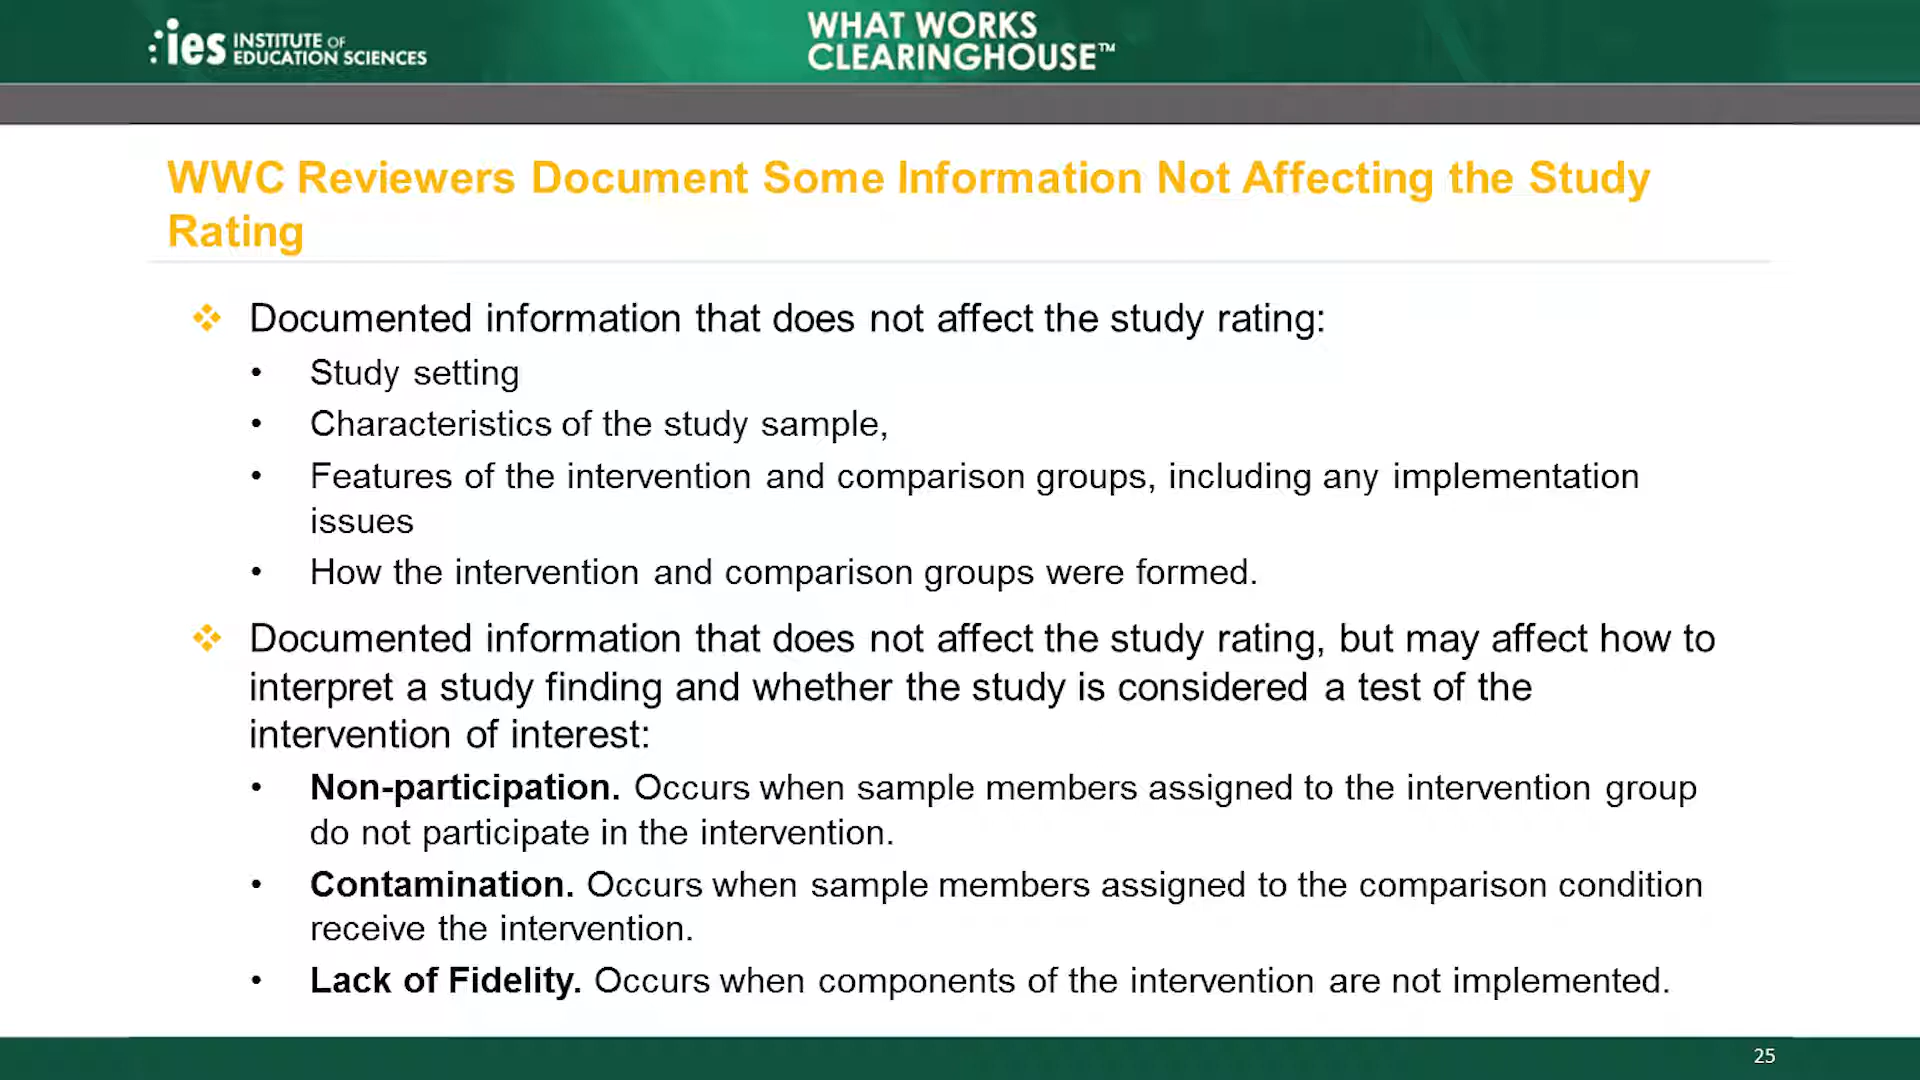 ies INSTITUTE OF
EDUCATION SCIENCES
WHAT WORKS
CLEARINGHOUSE™
WWC Reviewers Document Some Information Not Affecting the Study
Rating
❖ Documented information that does not affect the study rating:
• Study setting
• Characteristics of the study sample,
• Features of the intervention and comparison groups, including any implementation
issues
• How the intervention and comparison groups were formed.
❖ Documented information that does not affect the study rating, but may affect how to
interpret a study finding and whether the study is considered a test of the
intervention of interest:
• Non-participation. Occurs when sample members assigned to the intervention group
do not participate in the intervention.
• Contamination. Occurs when sample members assigned to the comparison condition
receive the intervention.
• Lack of Fidelity. Occurs when components of the intervention are not implemented.
25